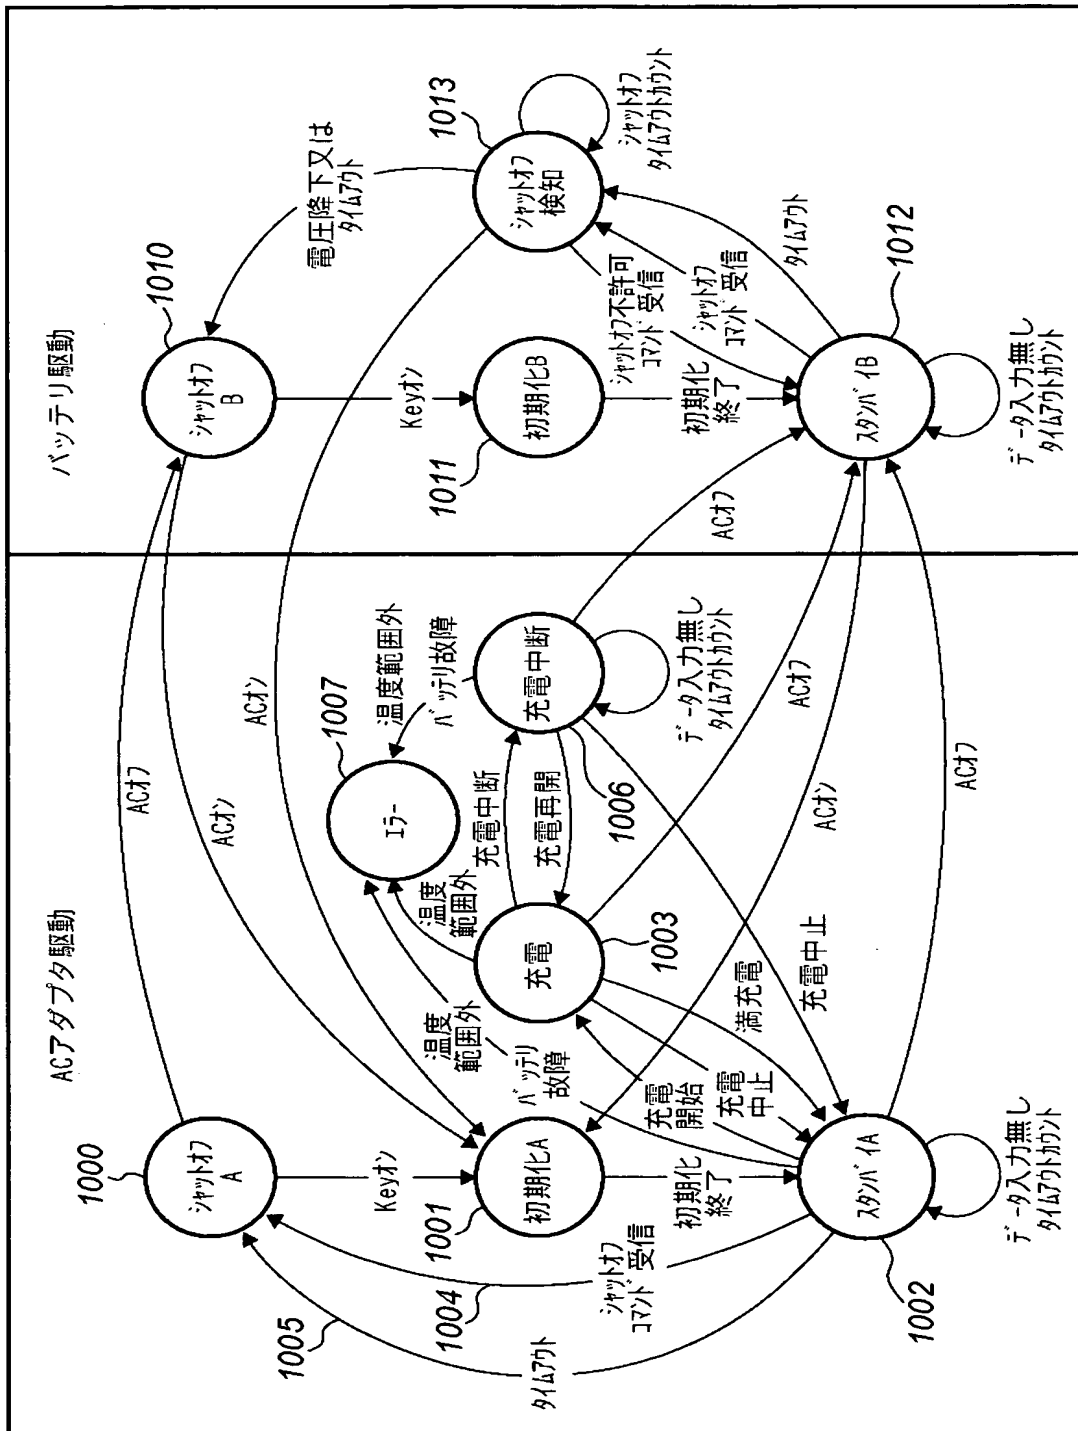 ACアダプタ駆動
バッテリ駆動
1000
シャットオフ
A
ACオフ
ACオン
1010
シャットオフ
B
電圧降下又は
タイムアウト
1005
タイムアウト
1004
シャットオフ
コマンド受信
Keyオン
1001
初期化A
初期化
終了
ACオン
1007
エラー
温度範囲外
バッテリ故障
温度
範囲外
温度
範囲外
バッテリ
故障
充電
1003
充電中断
充電再開
充電中断
1006
データ入力無し
タイムアウトカウント
Keyオン
1011
初期化B
初期化
終了
シャットオフ
検知
1013
シャットオフ
タイムアウトカウント
シャットオフ不許可
コマンド受信
シャットオフ
コマンド受信
タイムアウト
充電
開始
充電
中止
満充電
充電中止
ACオフ
ACオフ
ACオン
ACオフ
スタンバイA
1002
データ入力無し
タイムアウトカウント
スタンバイB
1012
データ入力無し
タイムアウトカウント